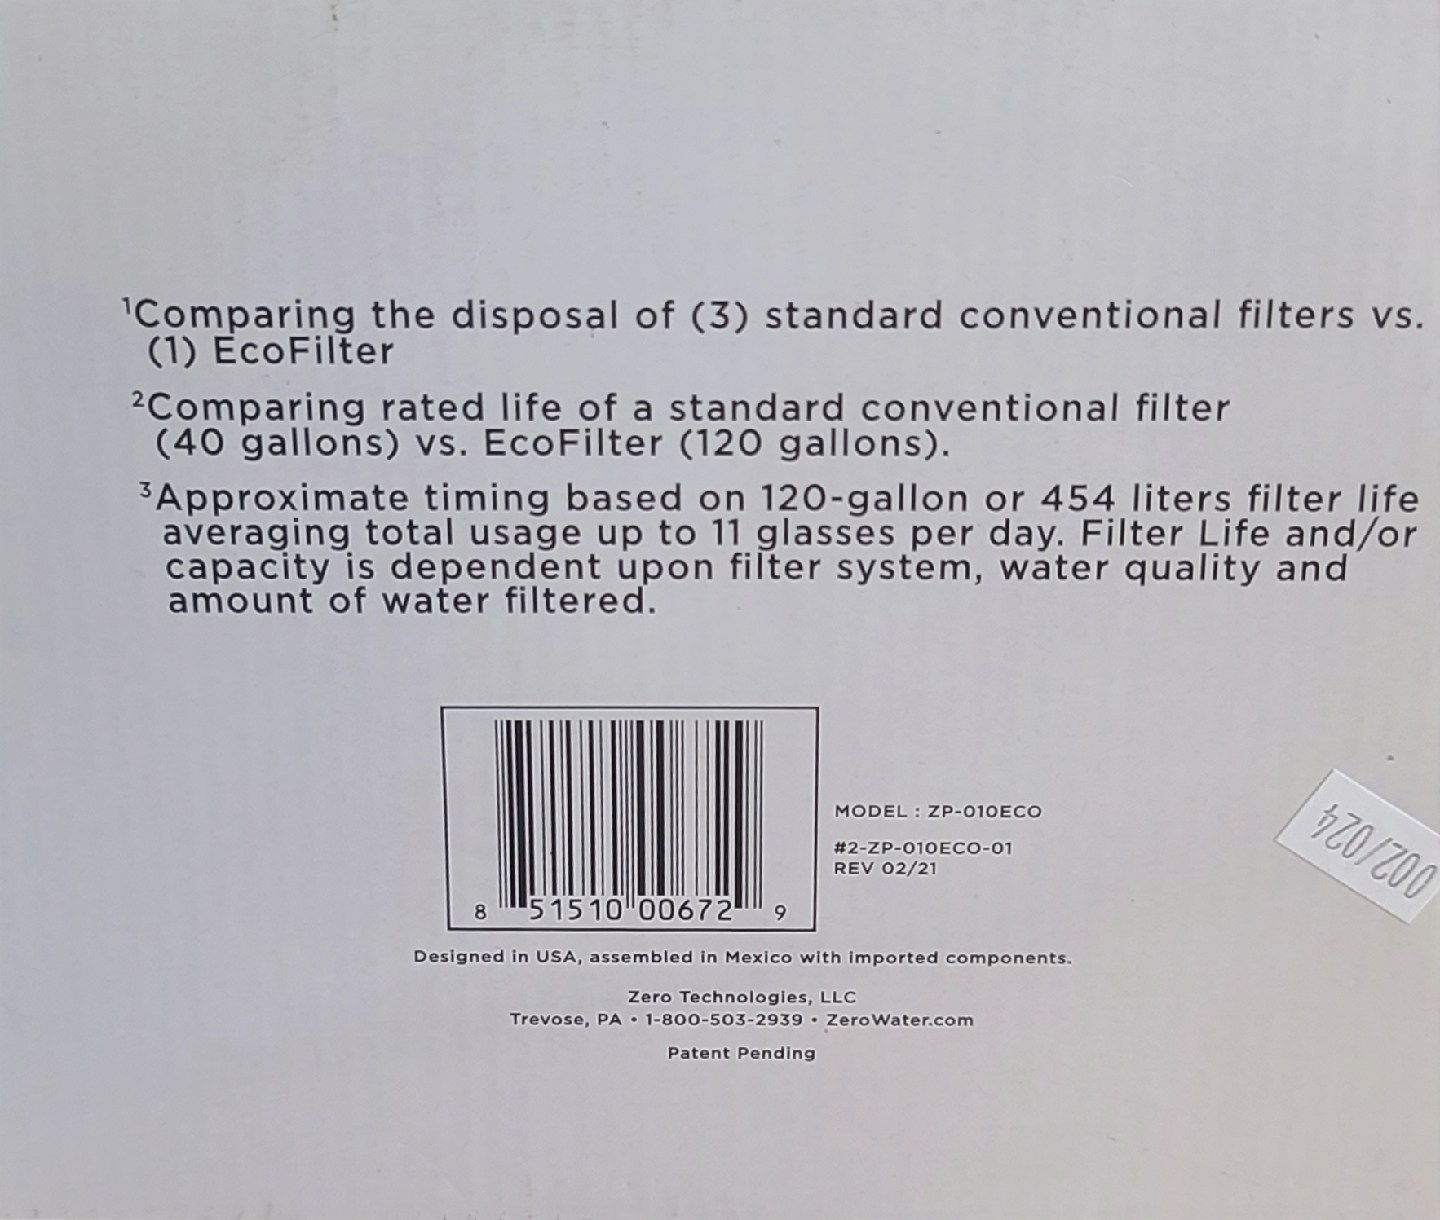 ¹Comparing the disposal of (3) standard conventional filters vs.
(1) EcoFilter
²Comparing rated life of a standard conventional filter
(40 gallons) vs. EcoFilter (120 gallons).
³Approximate timing based on 120-gallon or 454 liters filter life
averaging total usage up to 11 glasses per day. Filter Life and/or
capacity is dependent upon filter system, water quality and
amount of water filtered.
8 51510 00672 9
MODEL : ZP-010ECO
#2-ZP-010ECO-01
REV 02/21
002/024
Designed in USA, assembled in Mexico with imported components.
Zero Technologies, LLC
Trevose, PA • 1-800-503-2939 • ZeroWater.com
Patent Pending